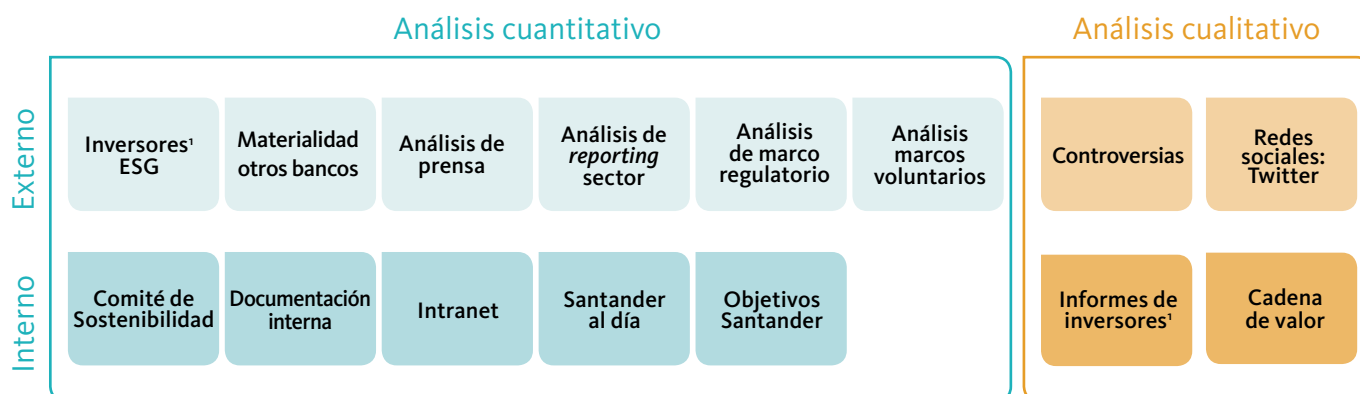 Análisis cuantitativo
Análisis cualitativo
Externo
Inversores¹
ESG
Materialidad
otros bancos
Análisis de
prensa
Análisis de
reporting
sector
Análisis
de marco
regulatorio
Análisis
marcos
voluntarios
Controversias
Redes
sociales:
Twitter
Interno
Comité de
Sostenibilidad
Documentación
interna
Intranet
Santander
al día
Objetivos
Santander
Informes de
inversores¹
Cadena
de valor